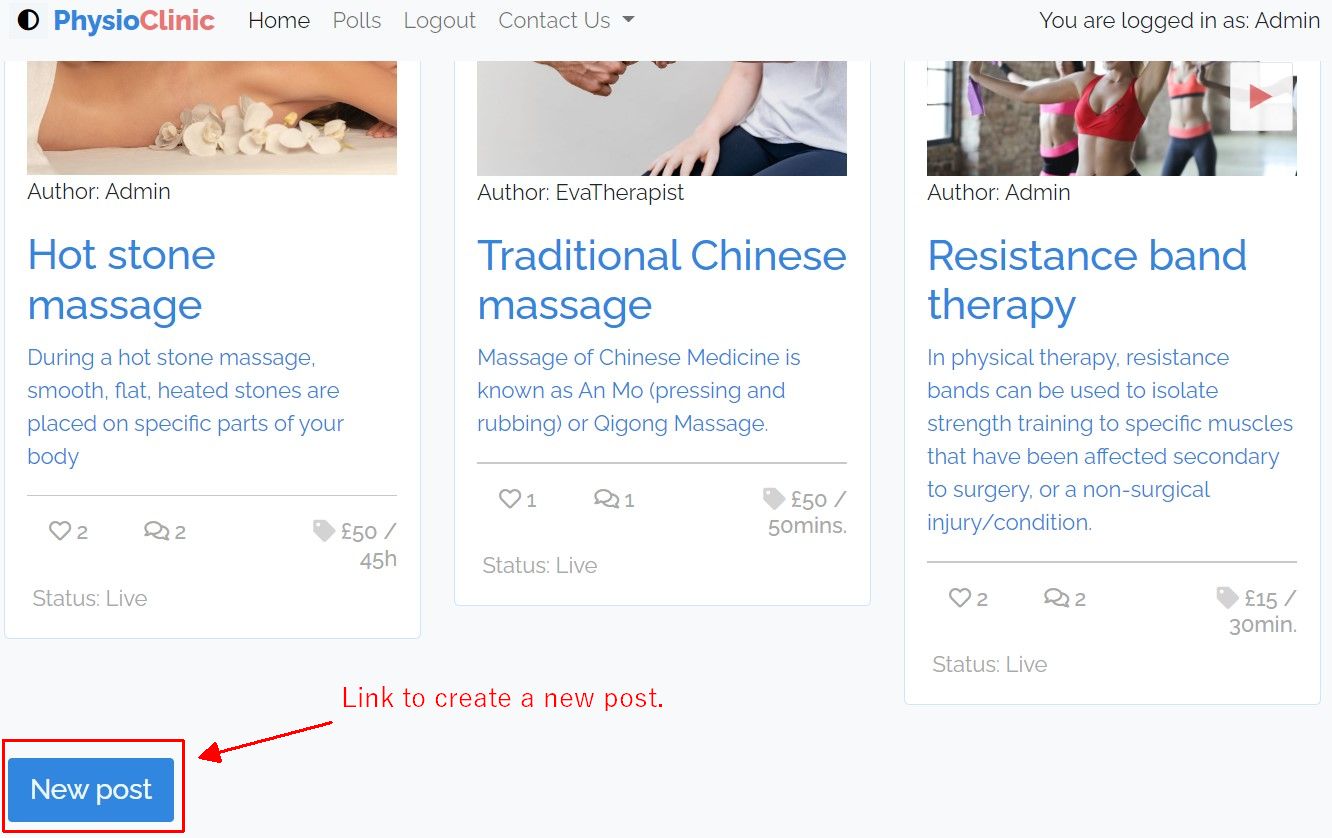 PhysioClinic Home Polls Logout Contact Us You are logged in as: Admin
Author: Admin
Hot stone
massage
During a hot stone massage,
smooth, flat, heated stones are
placed on specific parts of your
body
2 2 £50 /
45h
Status: Live
Author: EvaTherapist
Traditional Chinese
massage
Massage of Chinese Medicine is
known as An Mo (pressing and
rubbing) or Qigong Massage.
1 1 £50 /
50mins.
Status: Live
Author: Admin
Resistance band
therapy
In physical therapy, resistance
bands can be used to isolate
strength training to specific muscles
that have been affected secondary
to surgery, or a non-surgical
injury/condition.
2 2 £15 /
30min.
Status: Live
Link to create a new post.
New post